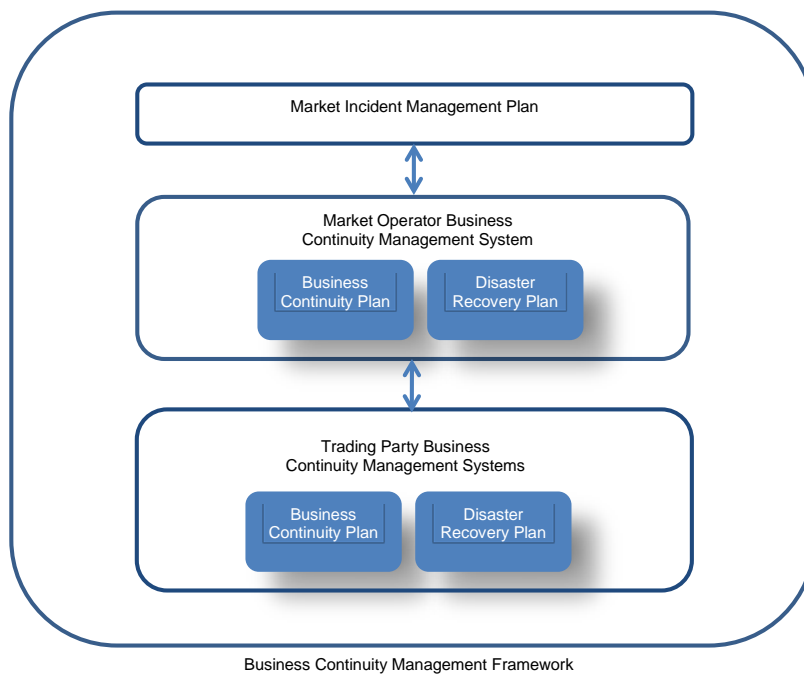 Market Incident Management Plan
Market Operator Business
Continuity Management System
Business
Continuity Plan
Disaster
Recovery Plan
Trading Party Business
Continuity Management Systems
Business
Continuity Plan
Disaster
Recovery Plan
Business Continuity Management Framework